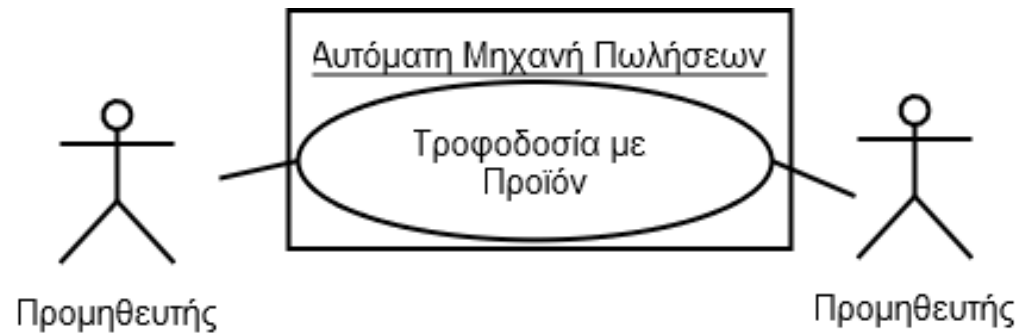 Αυτόματη Μηχανή Πωλήσεων
Τροφοδοσία με
Προϊόν
Προμηθευτής
Προμηθευτής